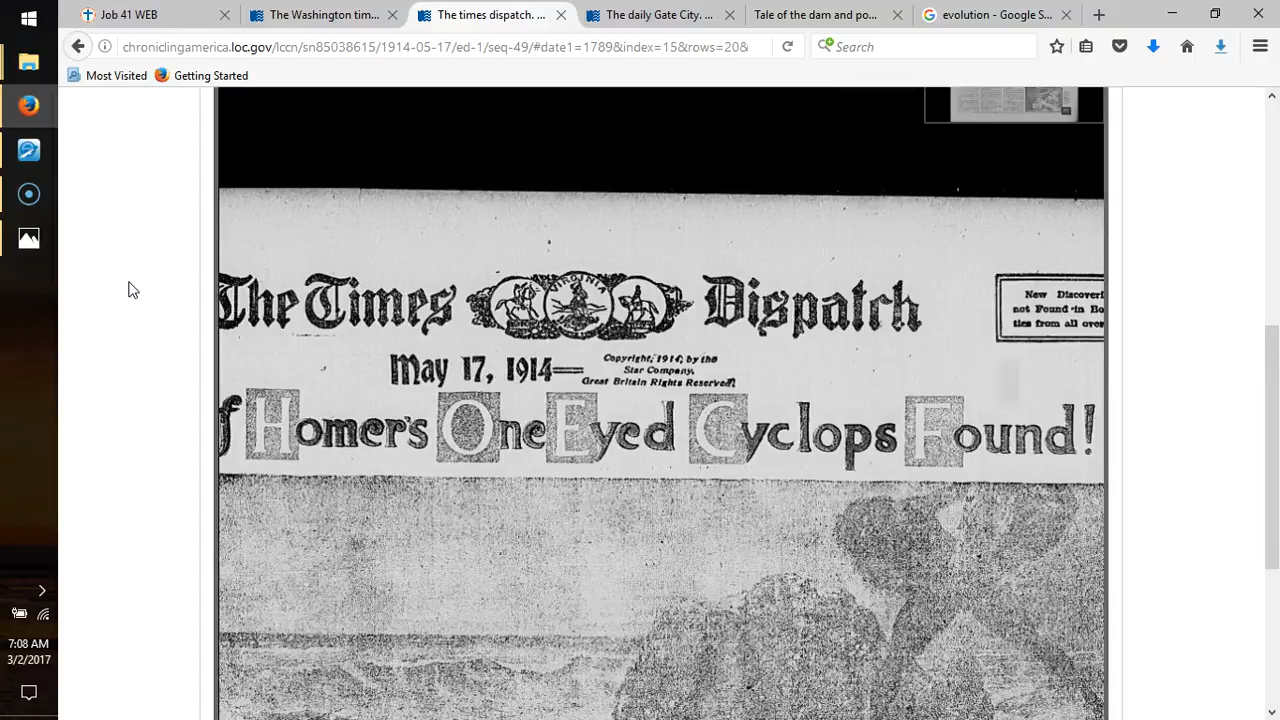 Job 41 WEB
The Washington tim...
The times dispatch. ...
The daily Gate City. ...
Tale of the dam and po...
evolution - Google S...
chroniclingamerica.loc.gov/lccn/sn85038615/1914-05-17/ed-1/seq-49/#date1=1789&index=15&rows=20&
Search
Most Visited
Getting Started
The Times Dispatch
VIRGINIA
New Discoveri
not Found in Bo
ties from all over
May 17, 1914—
Copyright, 1914, by the
Star Company.
Great Britain Rights Reserved.
f Homer's One Eyed Cyclops Found!
7:08 AM
3/2/2017